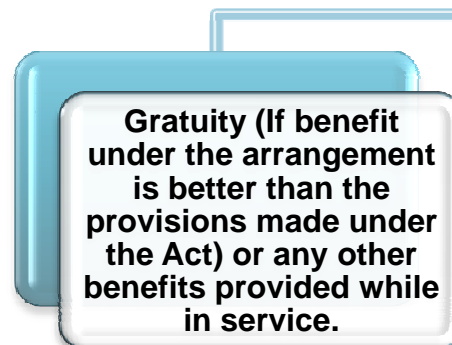 Gratuity (If benefit
under the arrangement
is better than the
provisions made under
the Act) or any other
benefits provided while
in service.